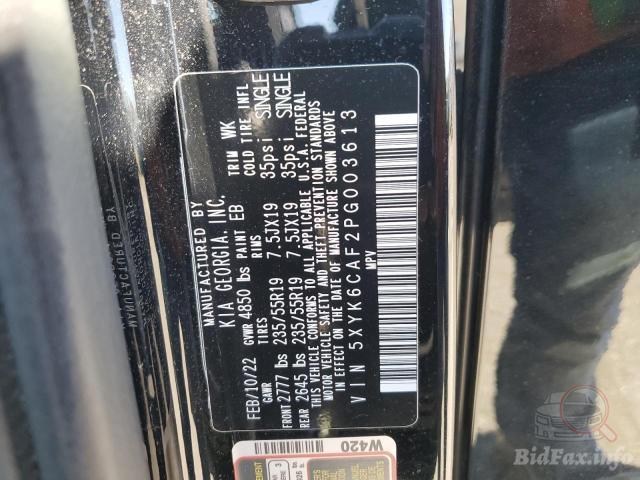 MANUFACTURED BY
KIA GEORGIA, INC.
FEB/10/22 GVWR 4850 lbs PAINT EB TRIM WK
GAWR TIRES RIMS COLD TIRE INFL
FRONT 2777 lbs 235/55R19 7.5JX19 35psi SINGLE
REAR 2645 lbs 235/55R19 7.5JX19 35psi SINGLE
THIS VEHICLE CONFORMS TO ALL APPLICABLE U.S.A. FEDERAL
MOTOR VEHICLE SAFETY AND THEFT PREVENTION STANDARDS
IN EFFECT ON THE DATE OF MANUFACTURE SHOWN ABOVE
VIN 5XYK6CAF2PG003613
MPV
W420
3
BidFax.info